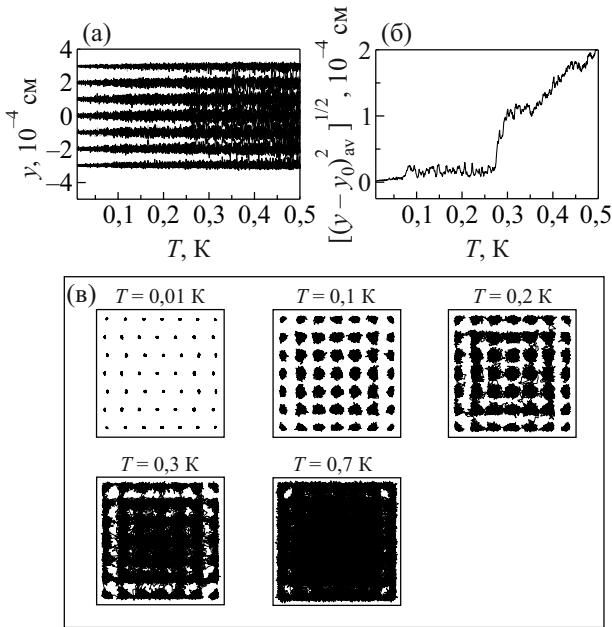 (а)
(б)
4
2
0
−2
−4
y, 10⁻⁴ см
0,1 0,2 0,3 0,4 0,5
T, К
2
1
0
[(y − y₀)²ₐᵥ]^1/2, 10⁻⁴ см
0,1 0,2 0,3 0,4 0,5
T, К
(в)
T = 0,01 К
T = 0,1 К
T = 0,2 К
T = 0,3 К
T = 0,7 К